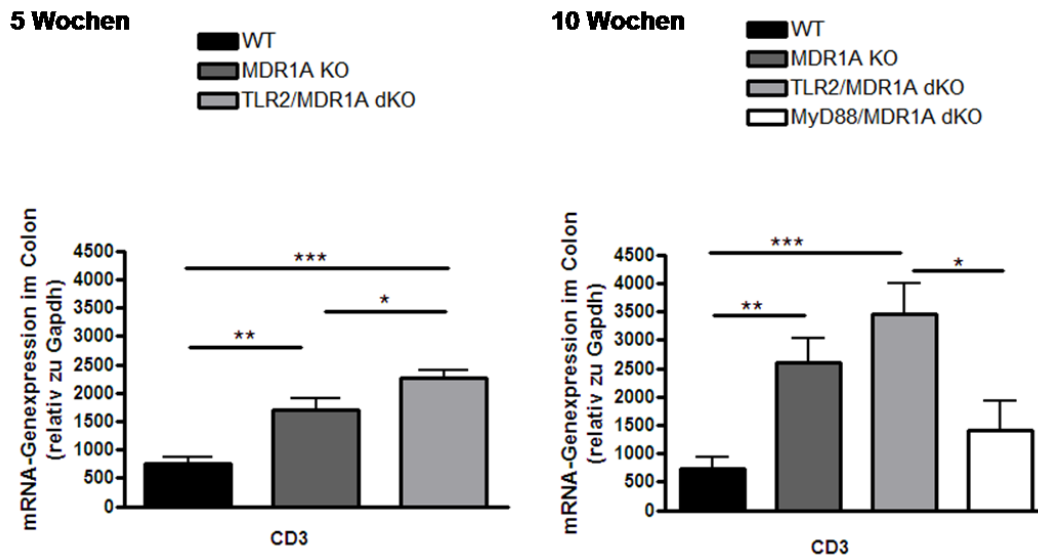 5 Wochen
WT
MDR1A KO
TLR2/MDR1A dKO
mRNA-Genexpression im Colon
(relativ zu Gapdh)
4500
4000
3500
3000
2500
2000
1500
1000
500
0
***
*
**
CD3
10 Wochen
WT
MDR1A KO
TLR2/MDR1A dKO
MyD88/MDR1A dKO
mRNA-Genexpression im Colon
(relativ zu Gapdh)
4500
4000
3500
3000
2500
2000
1500
1000
500
0
***
*
**
CD3